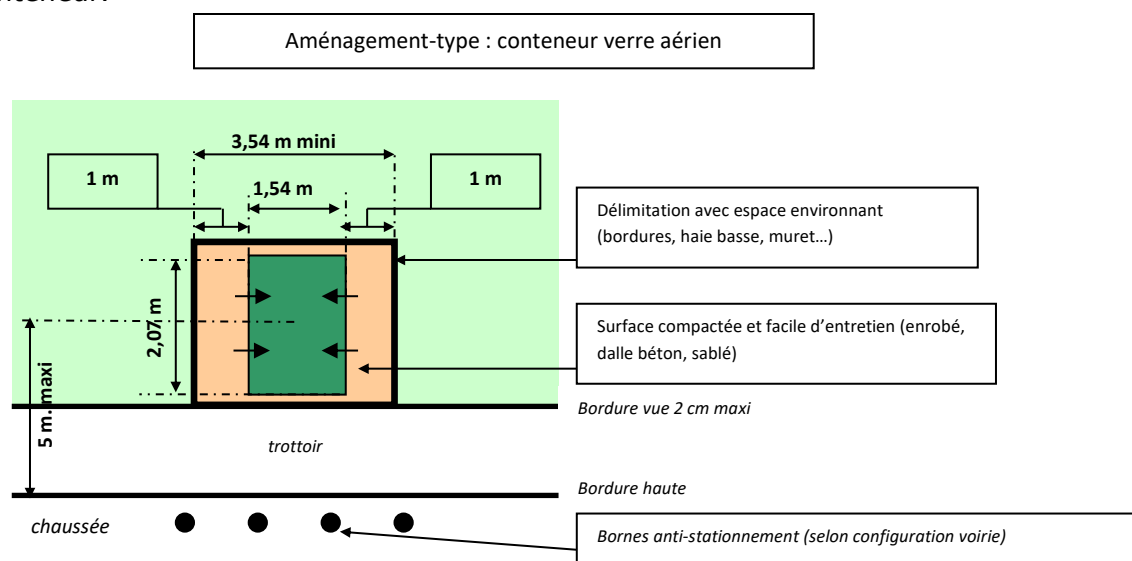 Aménagement-type : conteneur verre aérien
3,54 m mini
1 m
1,54 m
1 m
Délimitation avec espace environnant
(bordures, haie basse, muret…)
2,07 m
Surface compactée et facile d'entretien (enrobé,
dalle béton, sablé)
5 m. maxi
Bordure vue 2 cm maxi
trottoir
Bordure haute
chaussée
Bornes anti-stationnement (selon configuration voirie)